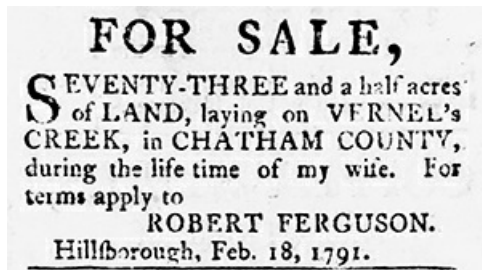 FOR SALE,
SEVENTY-THREE and a half acres
of LAND, laying on VERNEL's
CREEK, in CHATHAM COUNTY,
during the life time of my wife. For
terms apply to
ROBERT FERGUSON.
Hillſborough, Feb. 18, 1791.